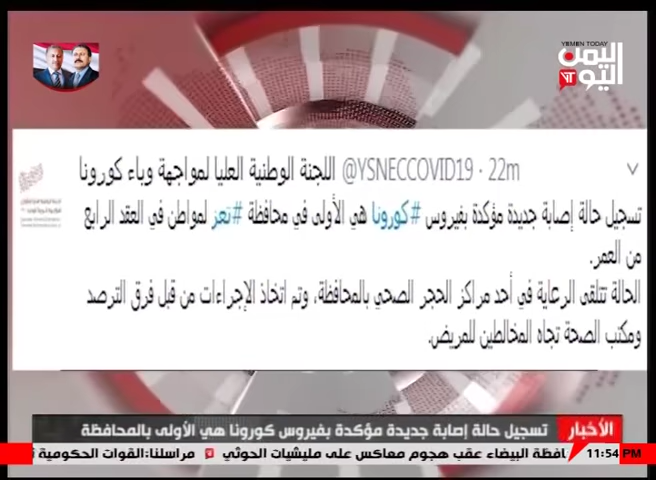 YEMEN TODAY
اليمن
اليوم
اللجنة الوطنية العليا لمواجهة وباء كورونا @YSNECCOVID19 · 22m
تسجيل حالة إصابة جديدة مؤكدة بفيروس #كورونا هي الأولى في محافظة #تعز لمواطن في العقد الرابع
من العمر.
الحالة تتلقى الرعاية في أحد مراكز الحجر الصحي بالمحافظة، وتم اتخاذ الإجراءات من قبل فرق الترصد
ومكتب الصحة تجاه المخالطين للمريض.
الأخبار تسجيل حالة إصابة جديدة مؤكدة بفيروس كورونا هي الأولى بالمحافظة
11:54 PM افظة البيضاء عقب هجوم معاكس على مليشيات الحوثي مراسلنا: القوات الحكومية